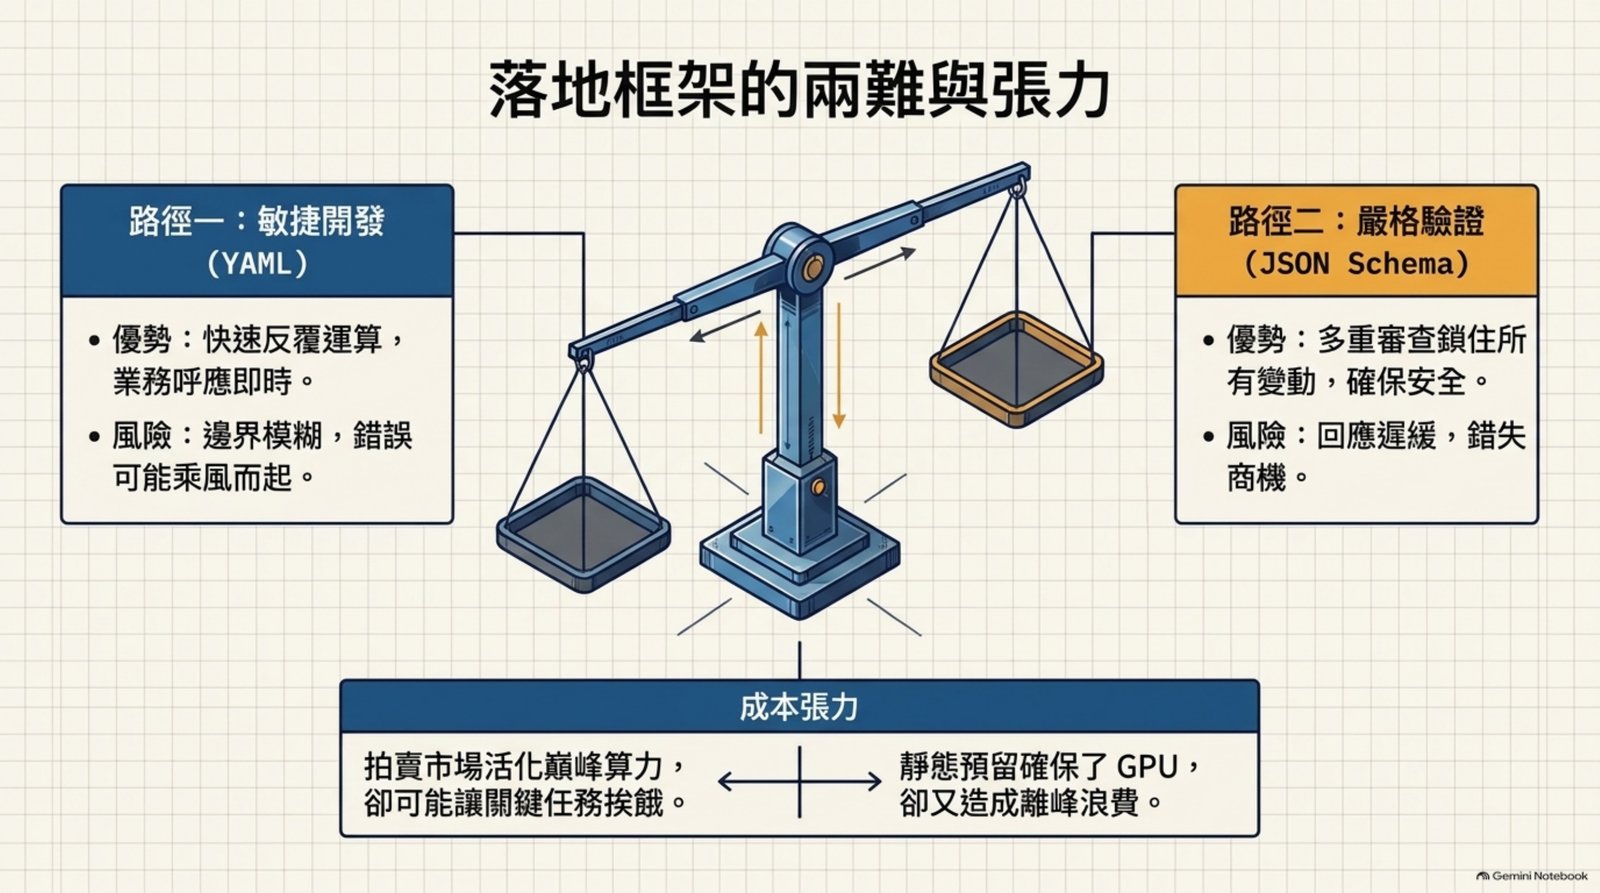 落地框架的兩難與張力
路徑一：敏捷開發
(YAML)
• 優勢：快速反覆運算，
業務呼應即時。
• 風險：邊界模糊，錯誤
可能乘風而起。
路徑二：嚴格驗證
(JSON Schema)
• 優勢：多重審查鎖住所
有變動，確保安全。
• 風險：回應遲緩，錯失
商機。
成本張力
拍賣市場活化巔峰算力，
卻可能讓關鍵任務挨餓。
靜態預留確保了 GPU，
卻又造成離峰浪費。
Gemini Notebook